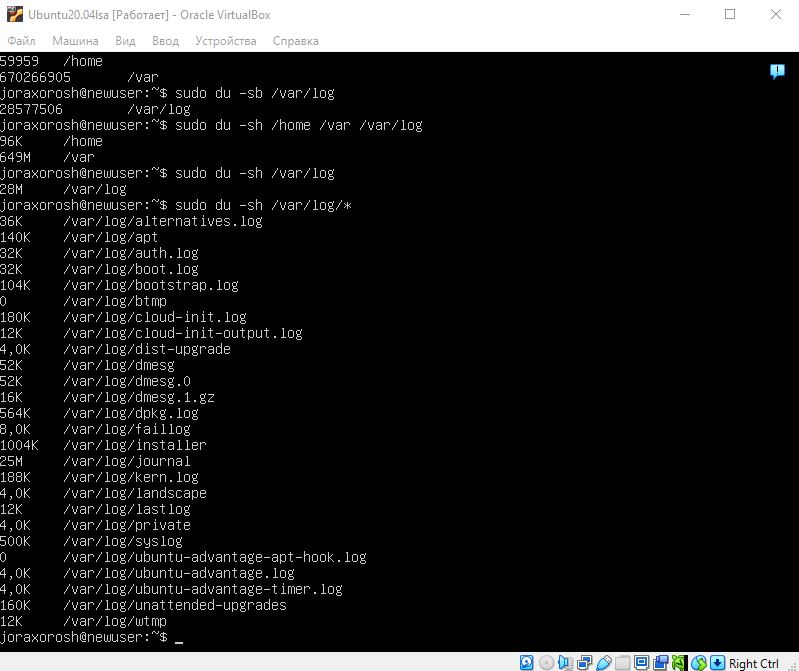 Ubuntu20.04lsa [Работает] - Oracle VirtualBox
Файл Машина Вид Ввод Устройства Справка
59959 /home
670266905 /var
joraxorosh@newuser:~$ sudo du -sb /var/log
28577506 /var/log
joraxorosh@newuser:~$ sudo du -sh /home /var /var/log
96K /home
649M /var
joraxorosh@newuser:~$ sudo du -sh /var/log
28M /var/log
joraxorosh@newuser:~$ sudo du -sh /var/log/*
36K /var/log/alternatives.log
140K /var/log/apt
32K /var/log/auth.log
32K /var/log/boot.log
104K /var/log/bootstrap.log
0 /var/log/btmp
180K /var/log/cloud-init.log
12K /var/log/cloud-init-output.log
4,0K /var/log/dist-upgrade
52K /var/log/dmesg
52K /var/log/dmesg.0
16K /var/log/dmesg.1.gz
564K /var/log/dpkg.log
8,0K /var/log/faillog
1004K /var/log/installer
25M /var/log/journal
188K /var/log/kern.log
4,0K /var/log/landscape
12K /var/log/lastlog
4,0K /var/log/private
500K /var/log/syslog
0 /var/log/ubuntu-advantage-apt-hook.log
4,0K /var/log/ubuntu-advantage.log
4,0K /var/log/ubuntu-advantage-timer.log
160K /var/log/unattended-upgrades
12K /var/log/wtmp
joraxorosh@newuser:~$ _
Right Ctrl